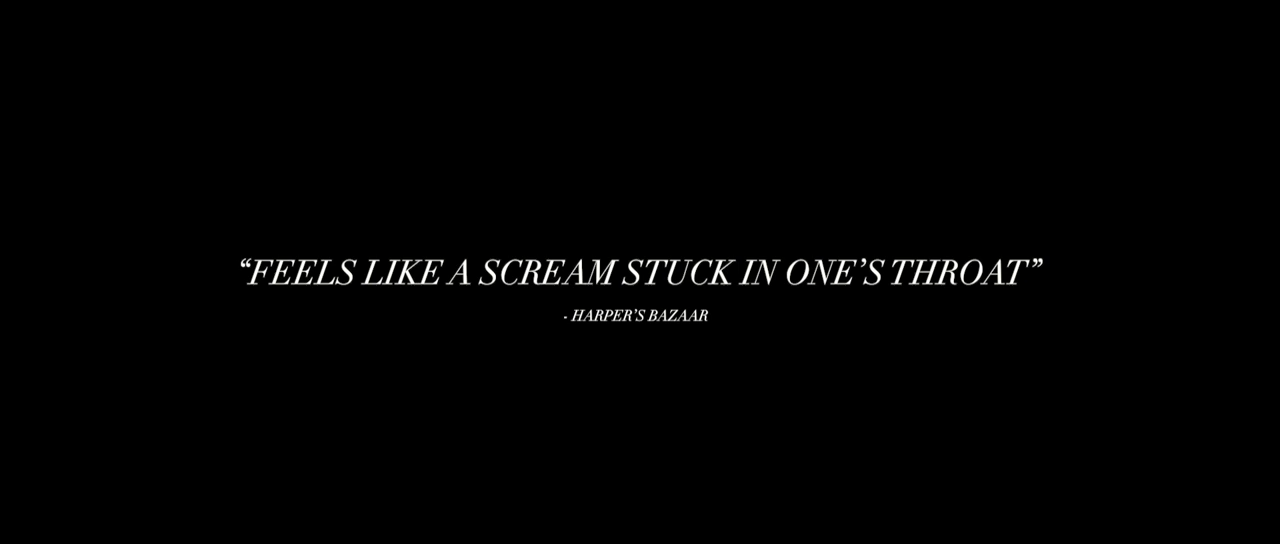 “FEELS LIKE A SCREAM STUCK IN ONE’S THROAT”
- HARPER’S BAZAAR